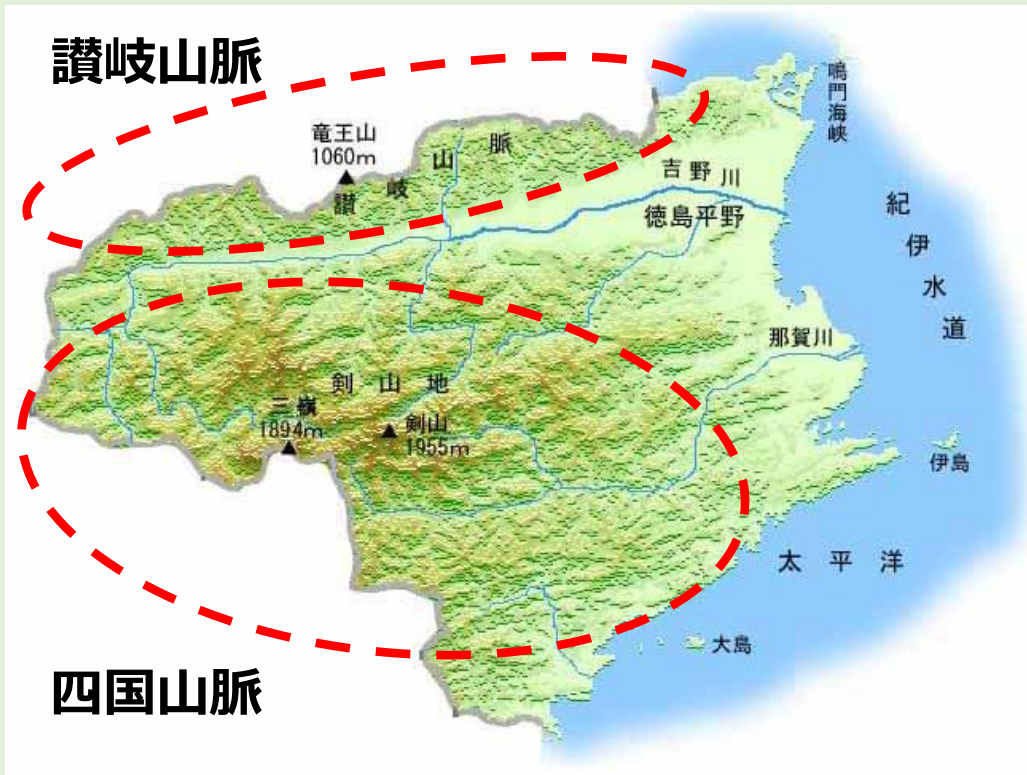 讃岐山脈
鳴門海峡
竜王山
1060m
讃岐山脈
吉野川
徳島平野
紀伊水道
那賀川
剣山地
三嶺
1894m
剣山
1955m
伊島
太平洋
大島
四国山脈